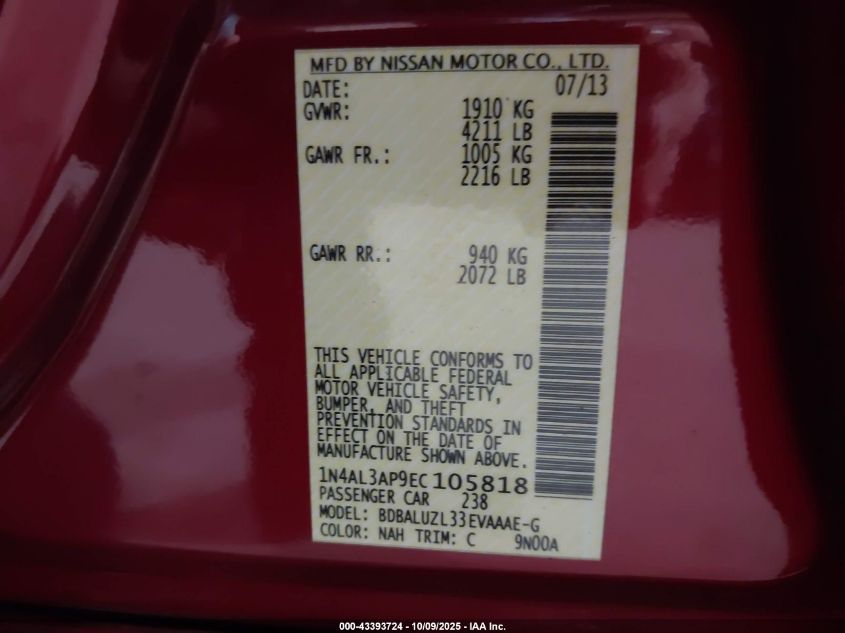 MFD BY NISSAN MOTOR CO., LTD.
DATE: 07/13
GVWR: 1910 KG
4211 LB
GAWR FR.: 1005 KG
2216 LB
GAWR RR.: 940 KG
2072 LB
THIS VEHICLE CONFORMS TO
ALL APPLICABLE FEDERAL
MOTOR VEHICLE SAFETY,
BUMPER, AND THEFT
PREVENTION STANDARDS IN
EFFECT ON THE DATE OF
MANUFACTURE SHOWN ABOVE.
1N4AL3AP9EC105818
PASSENGER CAR 238
MODEL: BDBALUZL33EVAAAE-G
COLOR: NAH TRIM: C 9N00A
000-43393724 - 10/09/2025 - IAA Inc.